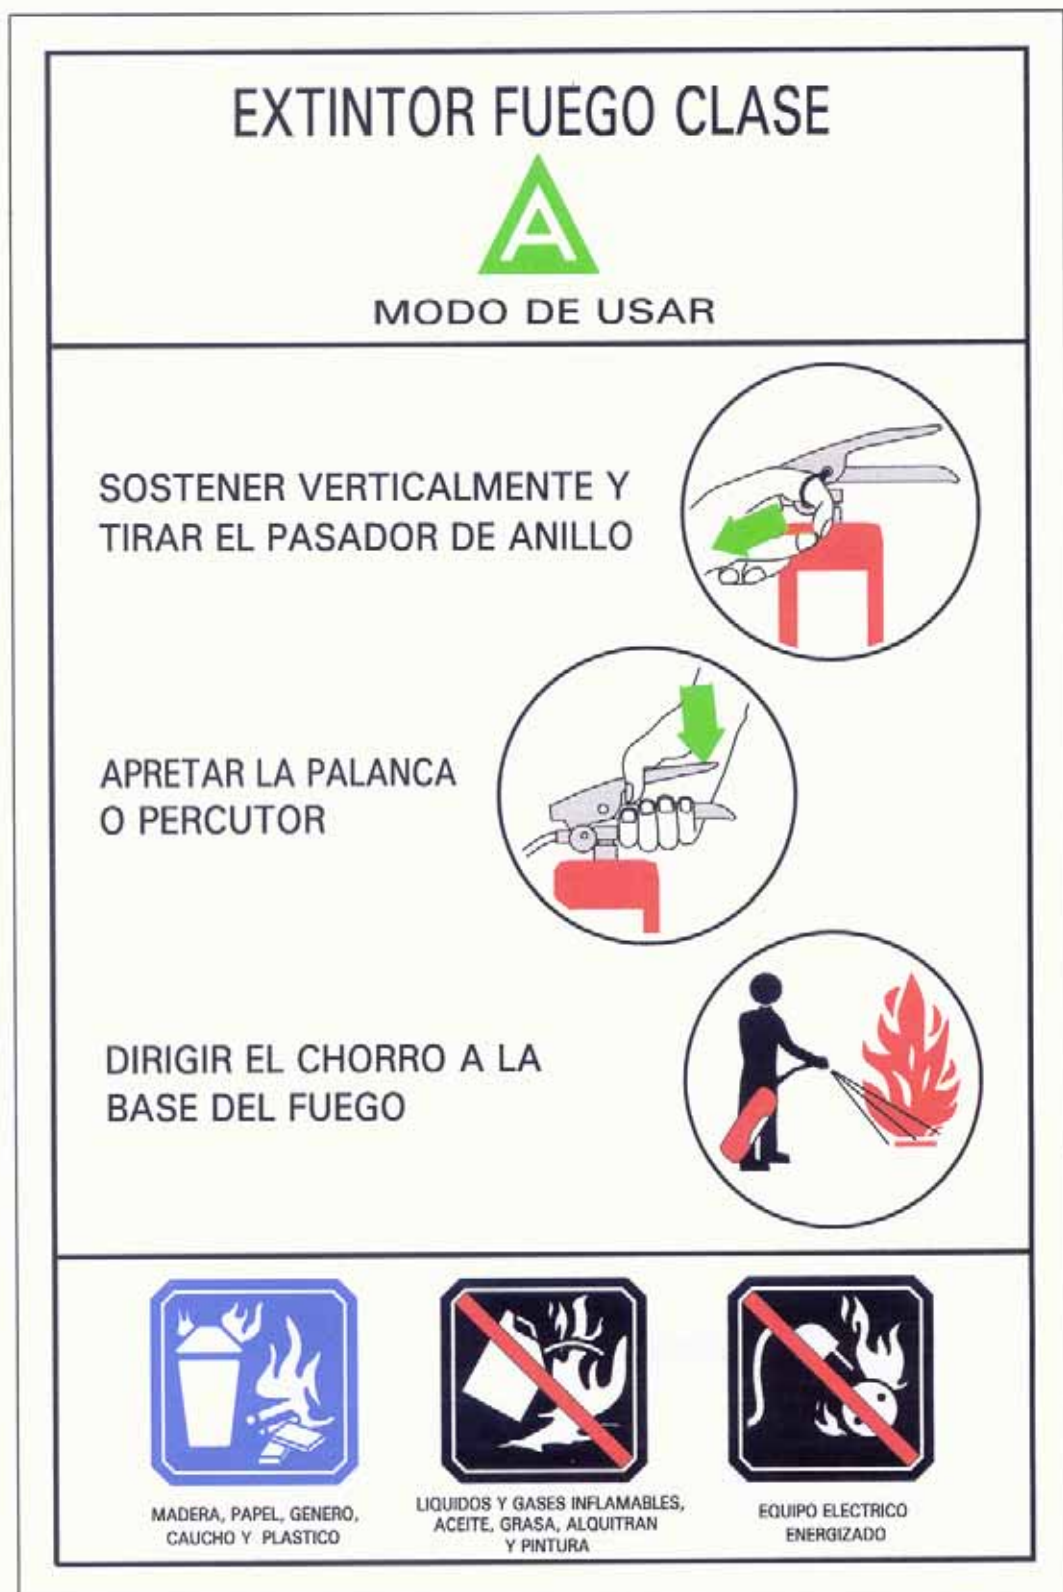 EXTINTOR FUEGO CLASE
A
MODO DE USAR
SOSTENER VERTICALMENTE Y
TIRAR EL PASADOR DE ANILLO
APRETAR LA PALANCA
O PERCUTOR
DIRIGIR EL CHORRO A LA
BASE DEL FUEGO
MADERA, PAPEL, GENERO,
CAUCHO Y PLASTICO
LIQUIDOS Y GASES INFLAMABLES,
ACEITE, GRASA, ALQUITRAN
Y PINTURA
EQUIPO ELECTRICO
ENERGIZADO